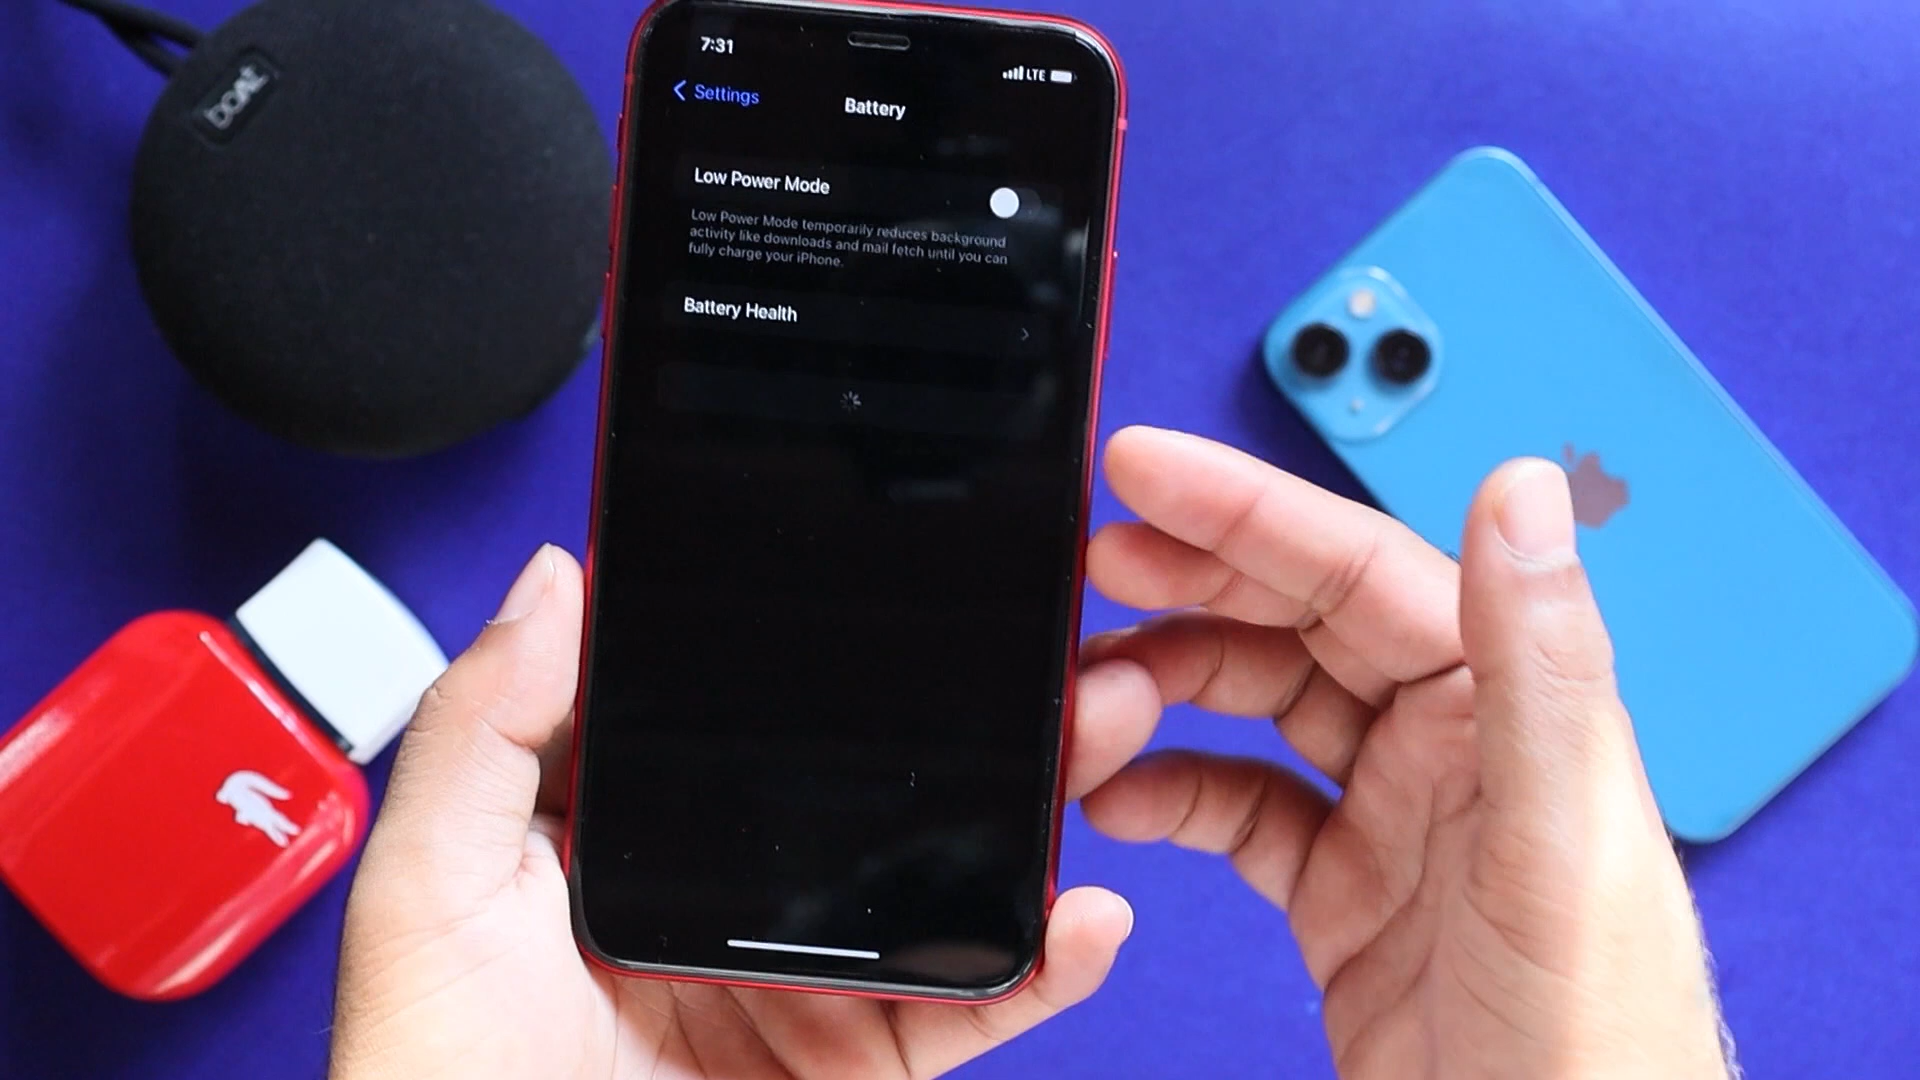 boAt
7:31
LTE
Settings
Battery
Low Power Mode
Low Power Mode temporarily reduces background
activity like downloads and mail fetch until you can
fully charge your iPhone.
Battery Health